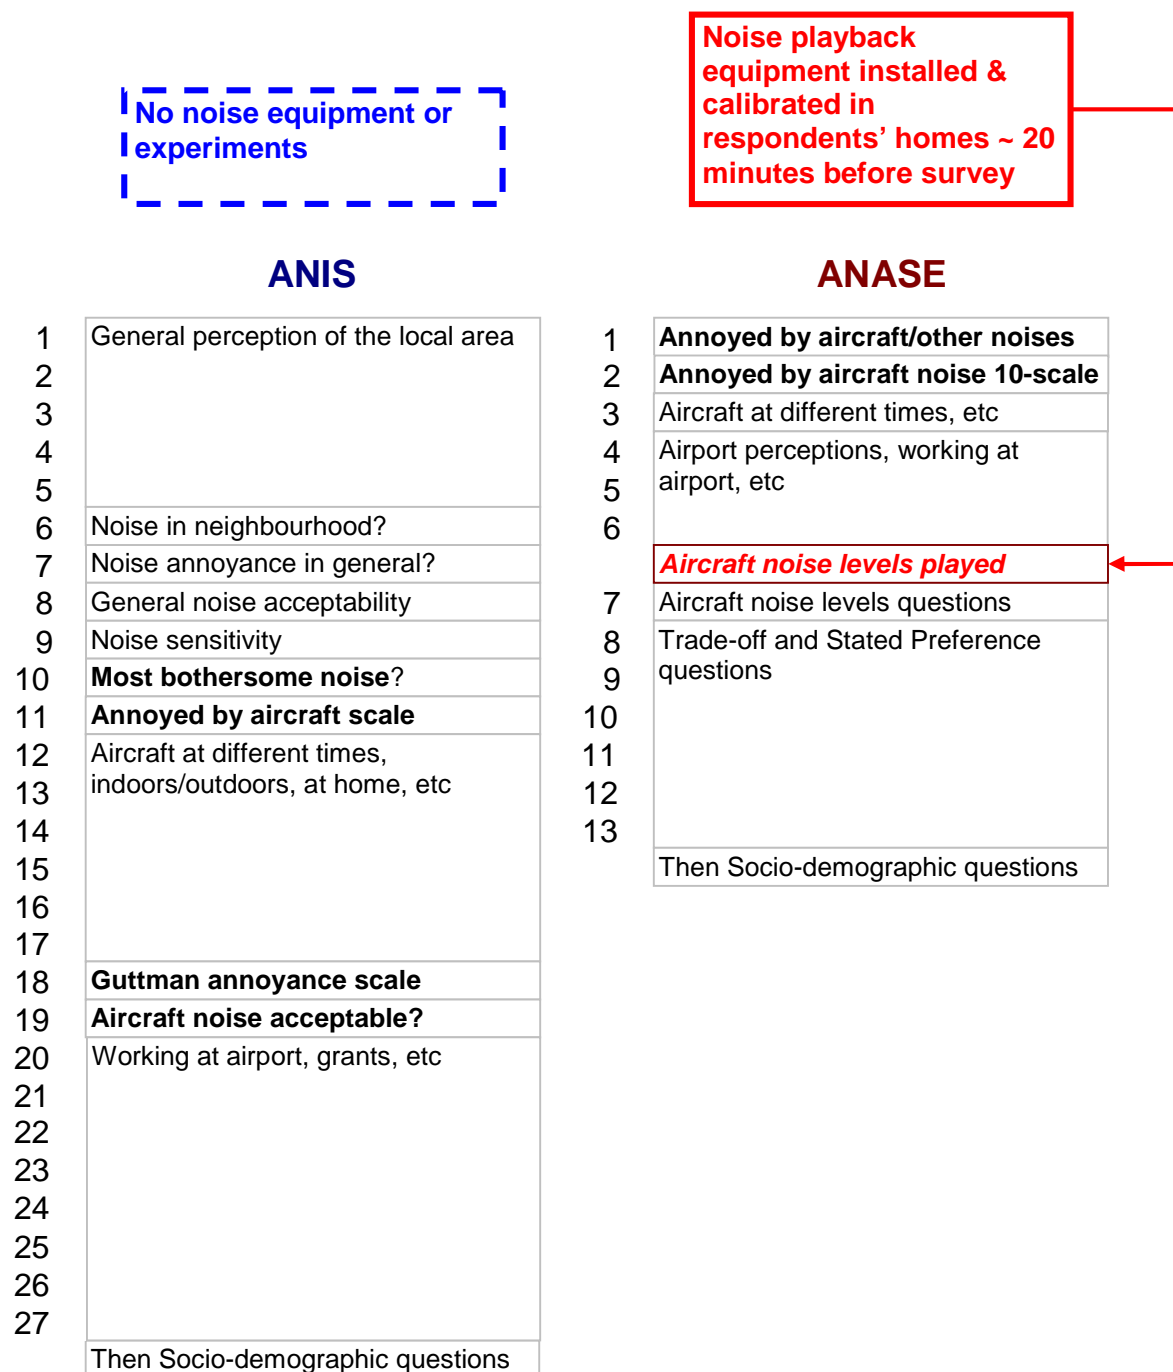 No noise equipment or
experiments
Noise playback
equipment installed &
calibrated in
respondents’ homes ~ 20
minutes before survey
ANIS
1 General perception of the local area
2
3
4
5
6 Noise in neighbourhood?
7 Noise annoyance in general?
8 General noise acceptability
9 Noise sensitivity
10 Most bothersome noise?
11 Annoyed by aircraft scale
12 Aircraft at different times,
13 indoors/outdoors, at home, etc
14
15
16
17
18 Guttman annoyance scale
19 Aircraft noise acceptable?
20 Working at airport, grants, etc
21
22
23
24
25
26
27
Then Socio-demographic questions
ANASE
1 Annoyed by aircraft/other noises
2 Annoyed by aircraft noise 10-scale
3 Aircraft at different times, etc
4 Airport perceptions, working at
5 airport, etc
6
Aircraft noise levels played
7 Aircraft noise levels questions
8 Trade-off and Stated Preference
9 questions
10
11
12
13
Then Socio-demographic questions